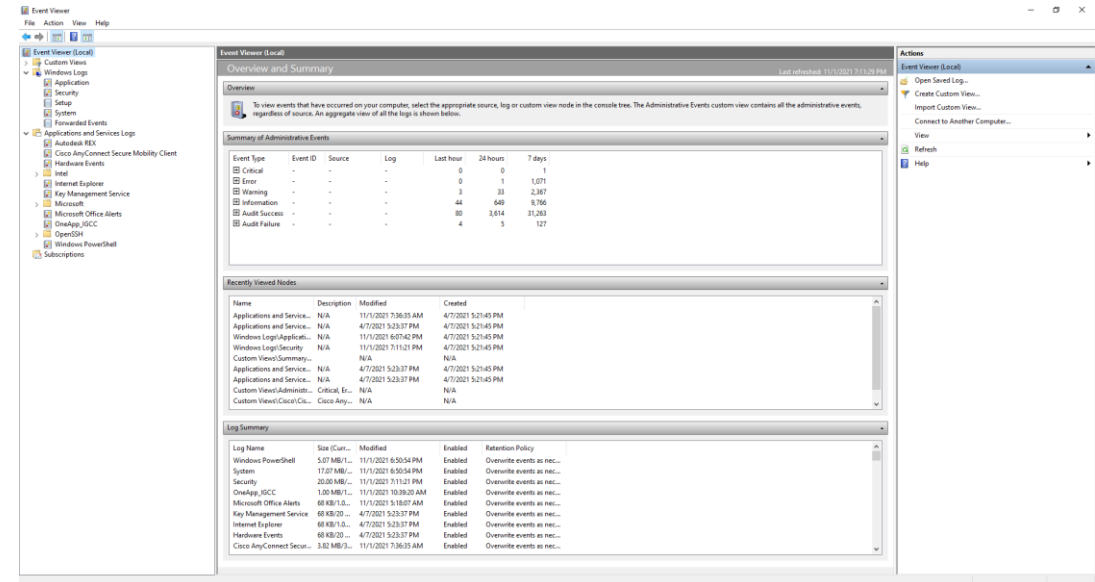 Event Viewer
File Action View Help
Event Viewer (Local)
Custom Views
Windows Logs
Application
Security
Setup
System
Forwarded Events
Applications and Services Logs
Autodesk REX
Cisco AnyConnect Secure Mobility Client
Hardware Events
Intel
Internet Explorer
Key Management Service
Microsoft
Microsoft Office Alerts
OneApp_IGCC
OpenSSH
Windows PowerShell
Subscriptions
Event Viewer (Local)
Overview and Summary Last refreshed: 11/1/2021 7:11:29 PM
Overview
To view events that have occurred on your computer, select the appropriate source, log or custom view node in the console tree. The Administrative Events custom view contains all the administrative events,
regardless of source. An aggregate view of all the logs is shown below.
Summary of Administrative Events
Event Type Event ID Source Log Last hour 24 hours 7 days
Critical - - - 0 0 1
Error - - - 0 1 1,071
Warning - - - 3 33 2,367
Information - - - 44 649 9,766
Audit Success - - - 80 3,614 31,263
Audit Failure - - - 4 5 127
Recently Viewed Nodes
Name Description Modified Created
Applications and Service... N/A 11/1/2021 7:36:35 AM 4/7/2021 5:21:45 PM
Applications and Service... N/A 4/7/2021 5:23:37 PM 4/7/2021 5:21:45 PM
Windows Logs\Applicati... N/A 11/1/2021 6:07:42 PM 4/7/2021 5:21:45 PM
Windows Logs\Security N/A 11/1/2021 7:11:21 PM 4/7/2021 5:21:45 PM
Custom Views\Summary... N/A N/A
Applications and Service... N/A 4/7/2021 5:23:37 PM 4/7/2021 5:21:45 PM
Applications and Service... N/A 4/7/2021 5:23:37 PM 4/7/2021 5:21:45 PM
Custom Views\Administr... Critical, Er... N/A N/A
Custom Views\Cisco\Cis... Cisco Any... N/A N/A
Log Summary
Log Name Size (Curr... Modified Enabled Retention Policy
Windows PowerShell 5.07 MB/1... 11/1/2021 6:50:54 PM Enabled Overwrite events as nec...
System 17.07 MB/... 11/1/2021 6:50:54 PM Enabled Overwrite events as nec...
Security 20.00 MB/... 11/1/2021 7:11:21 PM Enabled Overwrite events as nec...
OneApp_IGCC 1.00 MB/1... 11/1/2021 10:39:20 AM Enabled Overwrite events as nec...
Microsoft Office Alerts 68 KB/1.0... 11/1/2021 5:18:07 AM Enabled Overwrite events as nec...
Key Management Service 68 KB/20 ... 4/7/2021 5:23:37 PM Enabled Overwrite events as nec...
Internet Explorer 68 KB/1.0... 4/7/2021 5:23:37 PM Enabled Overwrite events as nec...
Hardware Events 68 KB/20 ... 4/7/2021 5:23:37 PM Enabled Overwrite events as nec...
Cisco AnyConnect Secur... 3.82 MB/3... 11/1/2021 7:36:35 AM Enabled Overwrite events as nec...
Actions
Event Viewer (Local)
Open Saved Log...
Create Custom View...
Import Custom View...
Connect to Another Computer...
View
Refresh
Help